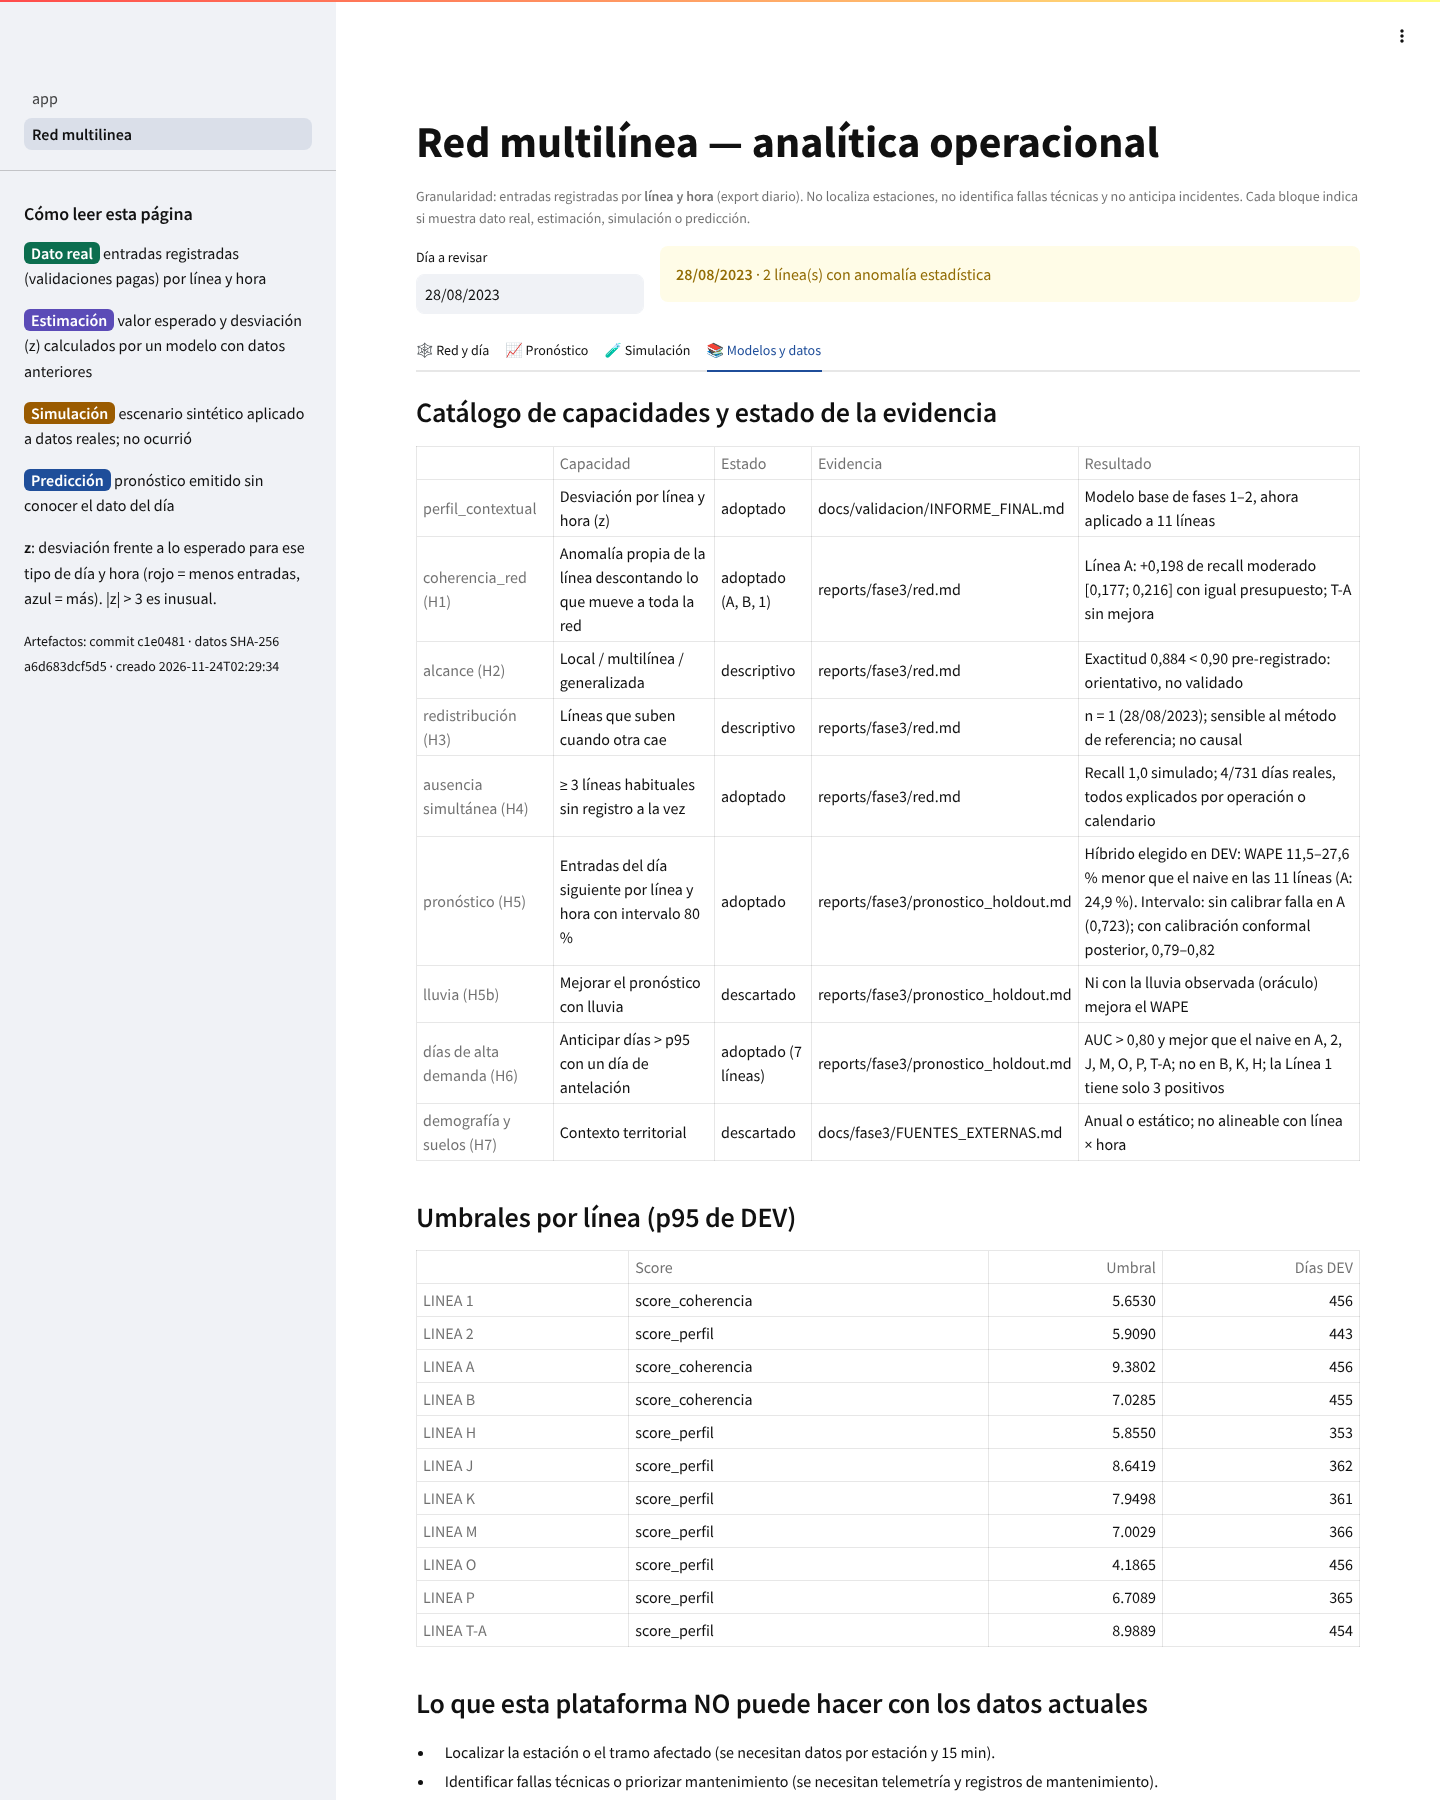 app
Red multilinea
Cómo leer esta página
Dato real entradas registradas
(validaciones pagas) por línea y hora
Estimación valor esperado y desviación
(z) calculados por un modelo con datos
anteriores
Simulación escenario sintético aplicado
a datos reales; no ocurrió
Predicción pronóstico emitido sin
conocer el dato del día
z: desviación frente a lo esperado para ese
tipo de día y hora (rojo = menos entradas,
azul = más). |z| > 3 es inusual.
Artefactos: commit c1e0481 · datos SHA-256
a6d683dcf5d5 · creado 2026-11-24T02:29:34
Red multilínea — analítica operacional
Granularidad: entradas registradas por línea y hora (export diario). No localiza estaciones, no identifica fallas técnicas y no anticipa incidentes. Cada bloque indica
si muestra dato real, estimación, simulación o predicción.
Día a revisar
28/08/2023
28/08/2023 · 2 línea(s) con anomalía estadística
🕸️ Red y día 📈 Pronóstico 🧪 Simulación 📚 Modelos y datos
Catálogo de capacidades y estado de la evidencia
Capacidad Estado Evidencia Resultado
perfil_contextual
Desviación por línea y
hora (z)
adoptado
docs/validacion/INFORME_FINAL.md
Modelo base de fases 1–2, ahora
aplicado a 11 líneas
coherencia_red
(H1)
Anomalía propia de la
línea descontando lo
que mueve a toda la
red
adoptado
(A, B, 1)
reports/fase3/red.md
Línea A: +0,198 de recall moderado
[0,177; 0,216] con igual presupuesto; T-A
sin mejora
alcance (H2)
Local / multilínea /
generalizada
descriptivo
reports/fase3/red.md
Exactitud 0,884 < 0,90 pre-registrado:
orientativo, no validado
redistribución
(H3)
Líneas que suben
cuando otra cae
descriptivo
reports/fase3/red.md
n = 1 (28/08/2023); sensible al método
de referencia; no causal
ausencia
simultánea (H4)
≥ 3 líneas habituales
sin registro a la vez
adoptado
reports/fase3/red.md
Recall 1,0 simulado; 4/731 días reales,
todos explicados por operación o
calendario
pronóstico (H5)
Entradas del día
siguiente por línea y
hora con intervalo 80
%
adoptado
reports/fase3/pronostico_holdout.md
Híbrido elegido en DEV: WAPE 11,5–27,6
% menor que el naive en las 11 líneas (A:
24,9 %). Intervalo: sin calibrar falla en A
(0,723); con calibración conformal
posterior, 0,79–0,82
lluvia (H5b)
Mejorar el pronóstico
con lluvia
descartado
reports/fase3/pronostico_holdout.md
Ni con la lluvia observada (oráculo)
mejora el WAPE
días de alta
demanda (H6)
Anticipar días > p95
con un día de
antelación
adoptado (7
líneas)
reports/fase3/pronostico_holdout.md
AUC > 0,80 y mejor que el naive en A, 2,
J, M, O, P, T-A; no en B, K, H; la Línea 1
tiene solo 3 positivos
demografía y
suelos (H7)
Contexto territorial
descartado
docs/fase3/FUENTES_EXTERNAS.md
Anual o estático; no alineable con línea
× hora
Umbrales por línea (p95 de DEV)
Score Umbral Días DEV
LINEA 1 score_coherencia 5.6530 456
LINEA 2 score_perfil 5.9090 443
LINEA A score_coherencia 9.3802 456
LINEA B score_coherencia 7.0285 455
LINEA H score_perfil 5.8550 353
LINEA J score_perfil 8.6419 362
LINEA K score_perfil 7.9498 361
LINEA M score_perfil 7.0029 366
LINEA O score_perfil 4.1865 456
LINEA P score_perfil 6.7089 365
LINEA T-A score_perfil 8.9889 454
Lo que esta plataforma NO puede hacer con los datos actuales
• Localizar la estación o el tramo afectado (se necesitan datos por estación y 15 min).
• Identificar fallas técnicas o priorizar mantenimiento (se necesitan telemetría y registros de mantenimiento).